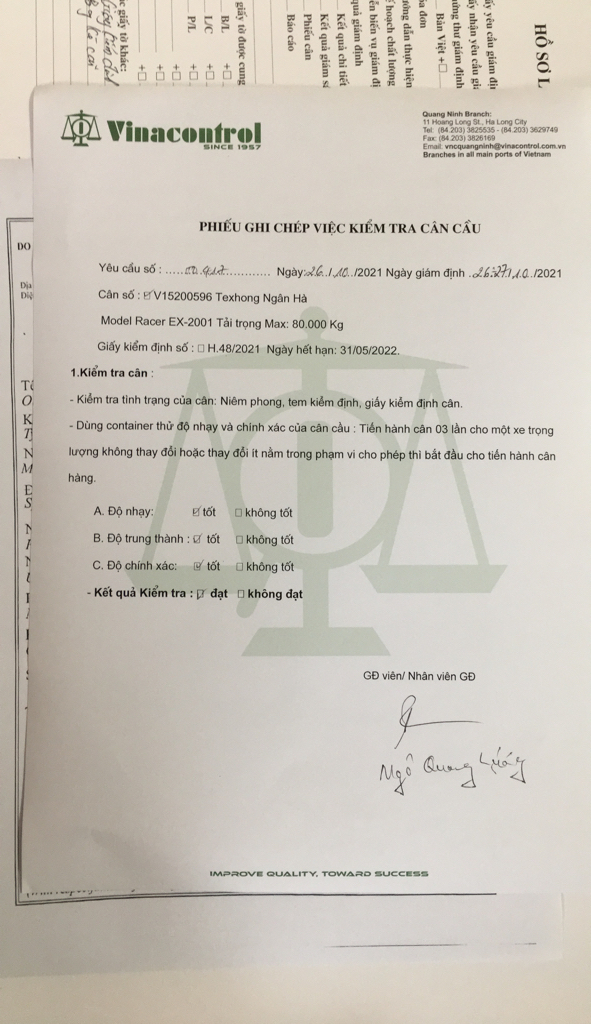 HỒ SƠ L
Bản Việt +☐
Kết quả chi tiết
Phiếu cân
Báo cáo
B/L +☐
L/C +☐
P/L +☐
Vinacontrol
SINCE 1957
Quang Ninh Branch:
11 Hoang Long St., Ha Long City
Tel: (84.203) 3825535 - (84.203) 3629749
Fax: (84.203) 3826169
Email: vncquangninh@vinacontrol.com.vn
Branches in all main ports of Vietnam
PHIẾU GHI CHÉP VIỆC KIỂM TRA CÂN CẦU
Yêu cầu số : Ngày: 26./.10../2021 Ngày giám định .26-27/.10./2021
Cân số : ☑V15200596 Texhong Ngân Hà
Model Racer EX-2001 Tải trọng Max: 80.000 Kg
Giấy kiểm định số : ☐ H.48/2021 Ngày hết hạn: 31/05/2022.
1.Kiểm tra cân :
- Kiểm tra tình trạng của cân: Niêm phong, tem kiểm định, giấy kiểm định cân.
- Dùng container thử độ nhạy và chính xác của cân cầu : Tiến hành cân 03 lần cho một xe trọng
lượng không thay đổi hoặc thay đổi ít nằm trong phạm vi cho phép thì bắt đầu cho tiến hành cân
hàng.
A. Độ nhạy: ☑ tốt ☐ không tốt
B. Độ trung thành : ☑ tốt ☐ không tốt
C. Độ chính xác: ☑ tốt ☐ không tốt
- Kết quả Kiểm tra : ☑ đạt ☐ không đạt
GĐ viên/ Nhân viên GĐ
Ngô Quang
IMPROVE QUALITY, TOWARD SUCCESS